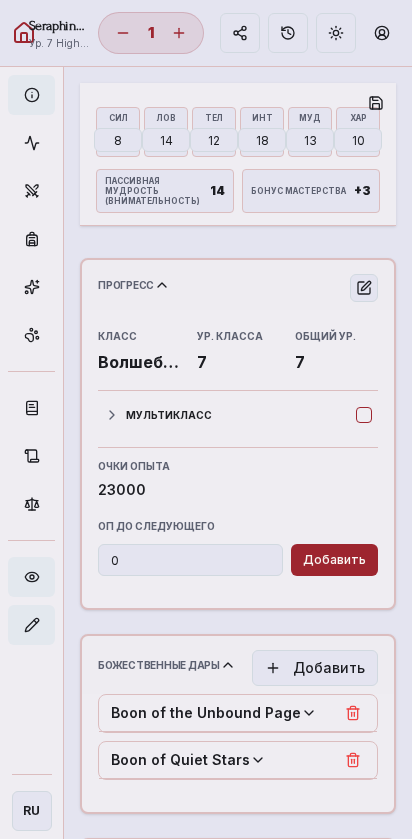 Seraphin...
Ур. 7 High...
1
СИЛ ЛОВ ТЕЛ ИНТ МУД ХАР
8 14 12 18 13 10
ПАССИВНАЯ
МУДРОСТЬ
(ВНИМАТЕЛЬНОСТЬ)
14
БОНУС МАСТЕРСТВА +3
ПРОГРЕСС
КЛАСС УР. КЛАССА ОБЩИЙ УР.
Волшеб... 7 7
МУЛЬТИКЛАСС
ОЧКИ ОПЫТА
23000
ОП ДО СЛЕДУЮЩЕГО
0 Добавить
БОЖЕСТВЕННЫЕ ДАРЫ Добавить
Boon of the Unbound Page
Boon of Quiet Stars
RU